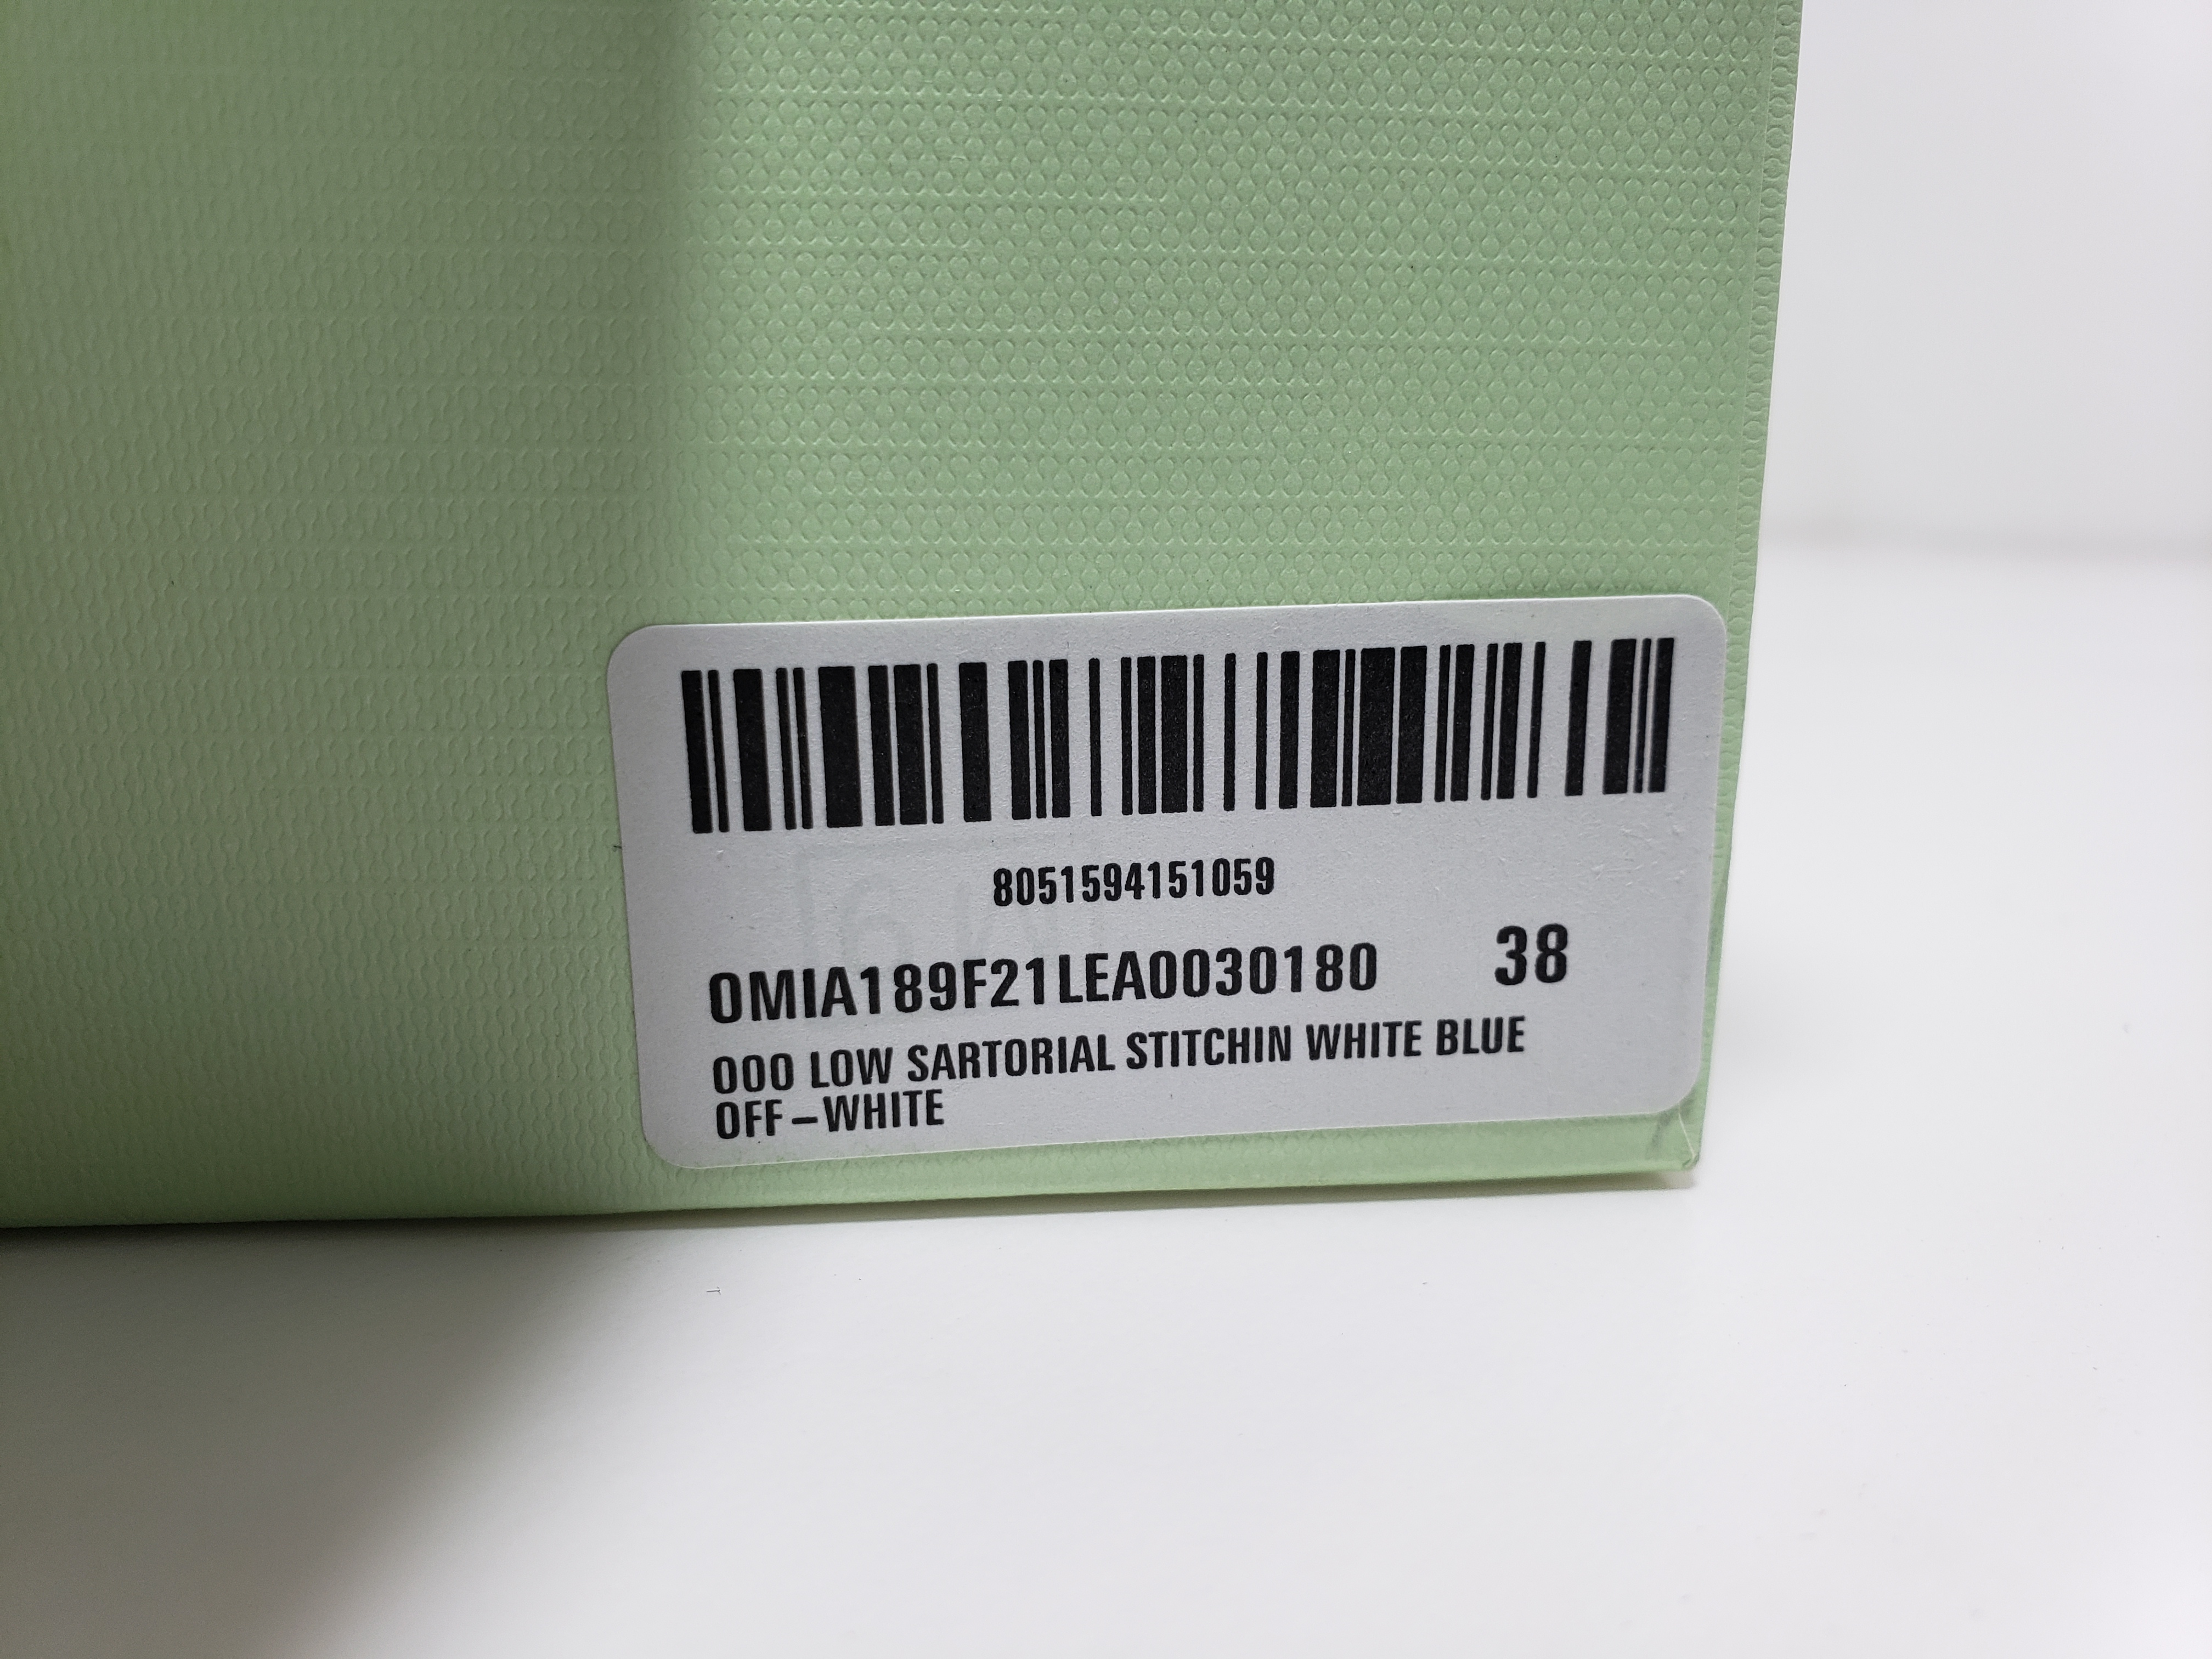 8051594151059
OMIA189F21LEA0030180 38
OOO LOW SARTORIAL STITCHIN WHITE BLUE
OFF-WHITE